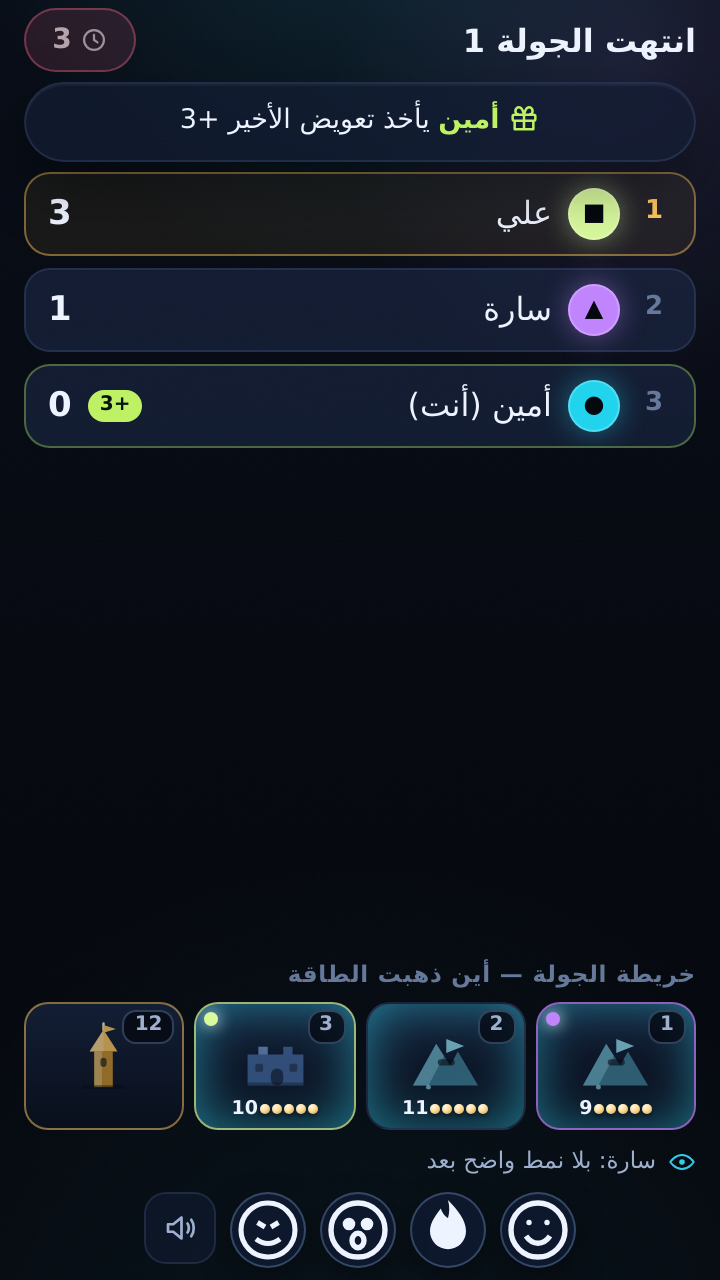 انتهت الجولة 1
3
أمين يأخذ تعويض الأخير +3
1 علي 3
2 سارة 1
3 أمين (أنت) +3 0
خريطة الجولة — أين ذهبت الطاقة
1 2 3 12
9 11 10
سارة: بلا نمط واضح بعد